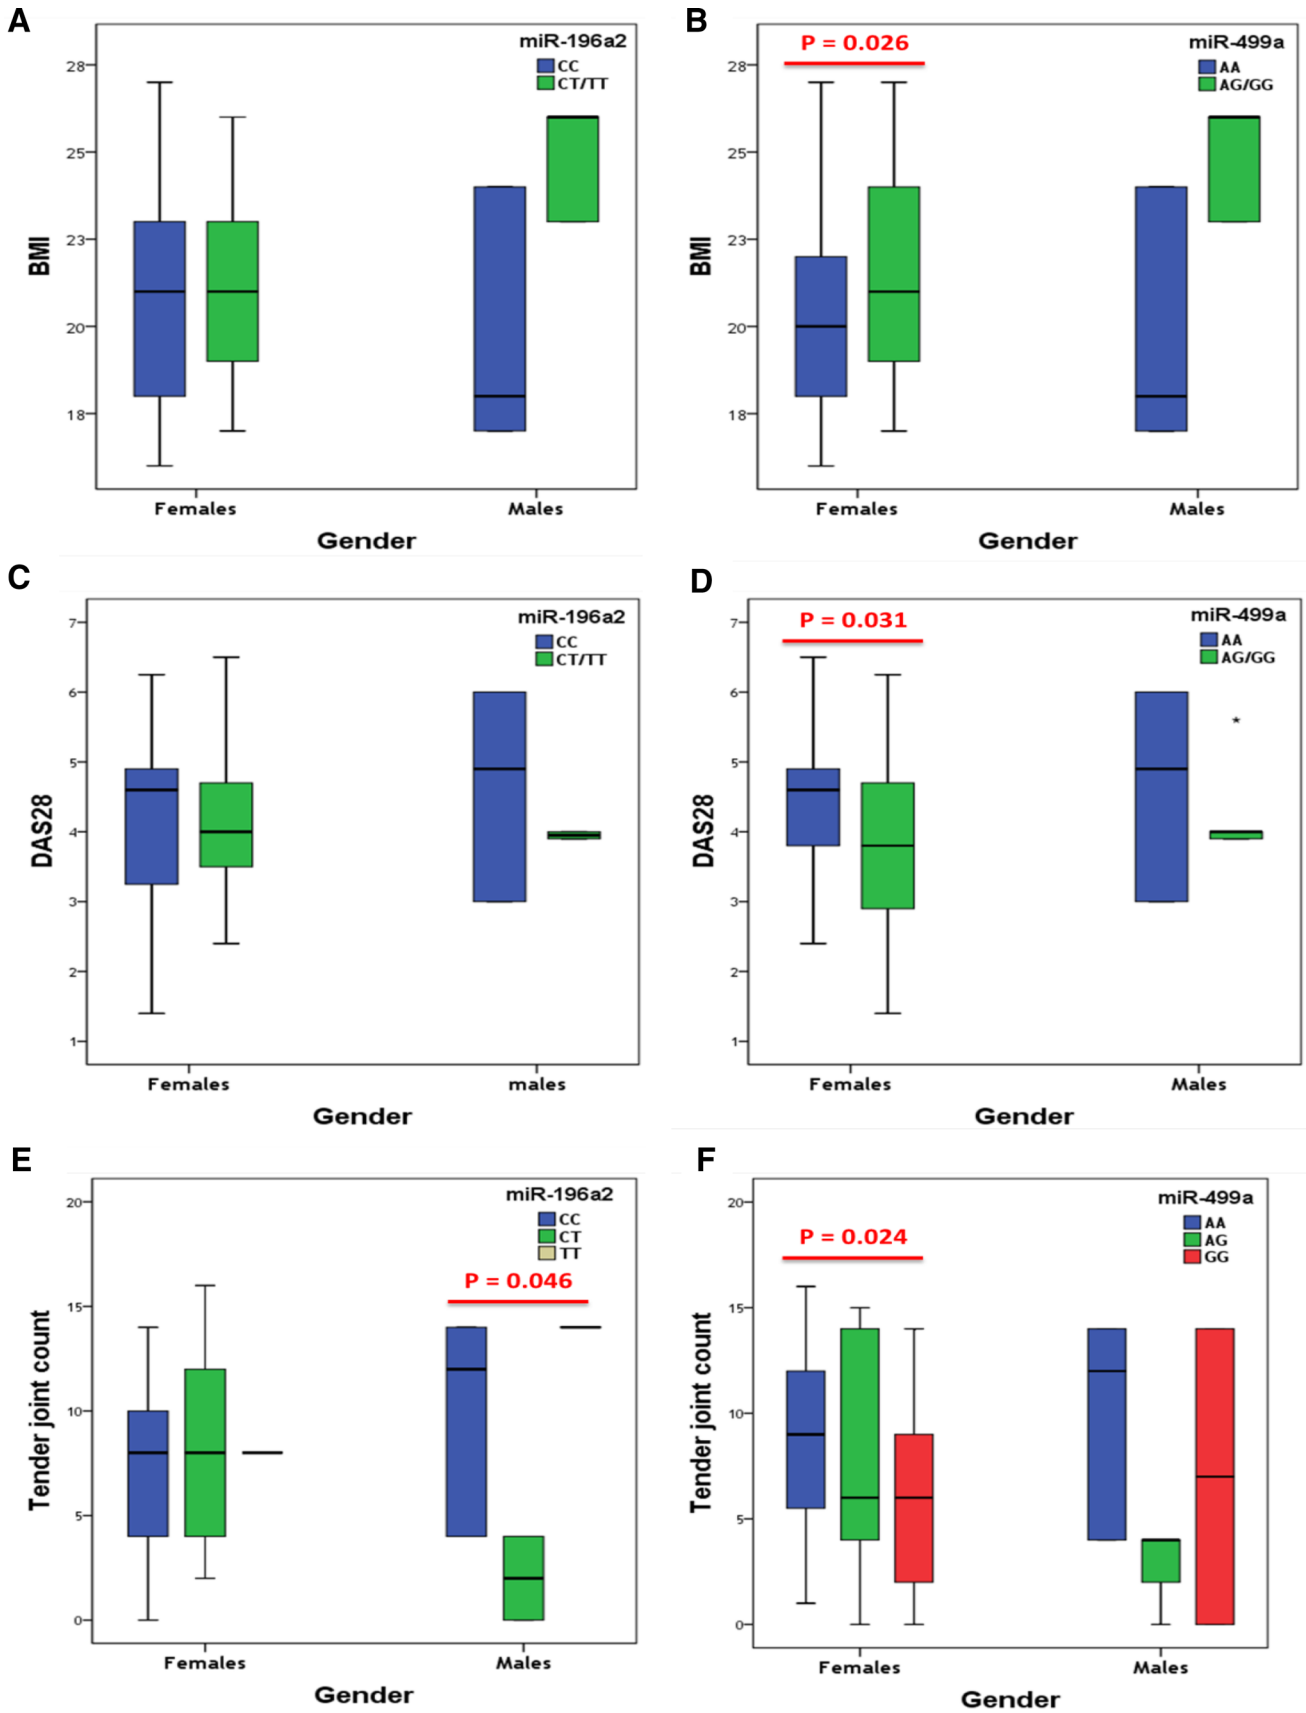 A
miR-196a2
CC
CT/TT
28
25
23
20
18
BMI
Females
Males
Gender
B
P = 0.026
miR-499a
AA
AG/GG
28
25
23
20
18
BMI
Females
Males
Gender
C
miR-196a2
CC
CT/TT
7
6
5
4
3
2
1
DAS28
Females
males
Gender
D
P = 0.031
miR-499a
AA
AG/GG
7
6
5
4
3
2
1
DAS28
Females
Males
Gender
E
miR-196a2
CC
CT
TT
P = 0.046
20
15
10
5
0
Tender joint count
Females
Males
Gender
F
miR-499a
AA
AG
GG
P = 0.024
20
15
10
5
0
Tender joint count
Females
Males
Gender